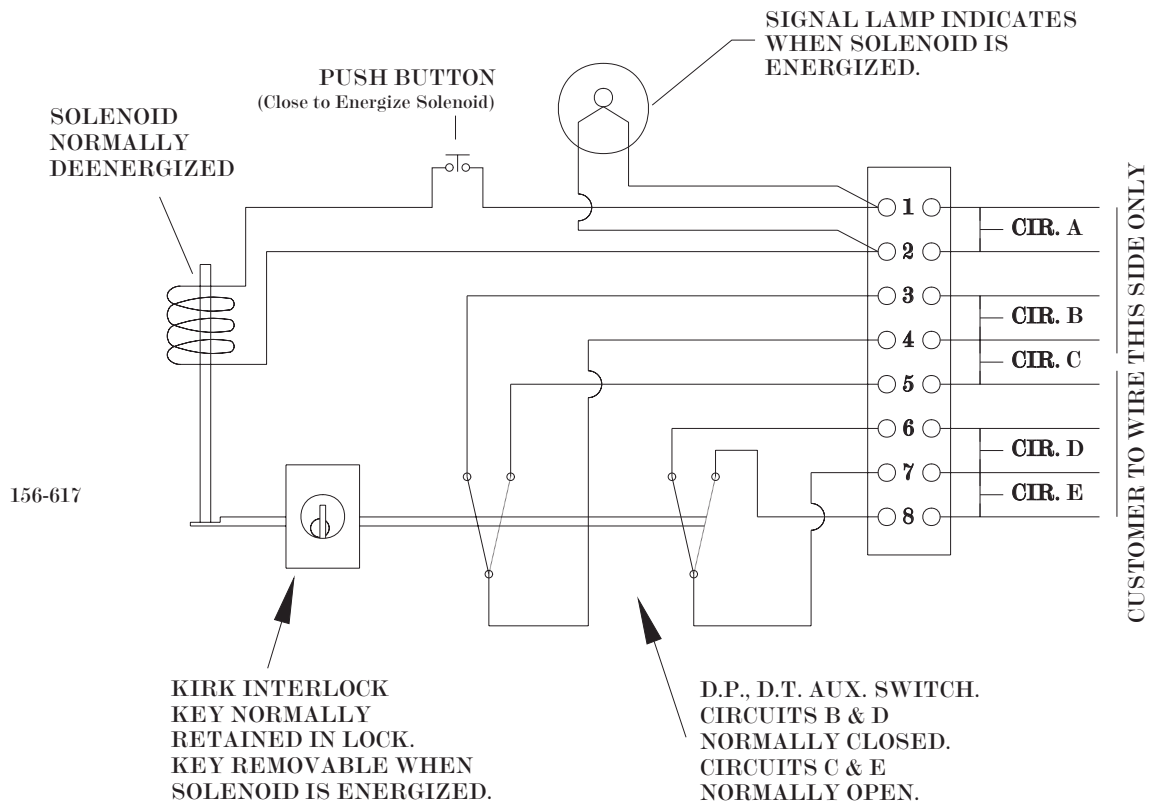 SIGNAL LAMP INDICATES
WHEN SOLENOID IS
ENERGIZED.
PUSH BUTTON
(Close to Energize Solenoid)
SOLENOID
NORMALLY
DEENERGIZED
1
2
3
4
5
6
7
8
CIR. A
CIR. B
CIR. C
CIR. D
CIR. E
CUSTOMER TO WIRE THIS SIDE ONLY
156-617
KIRK INTERLOCK
KEY NORMALLY
RETAINED IN LOCK.
KEY REMOVABLE WHEN
SOLENOID IS ENERGIZED.
D.P., D.T. AUX. SWITCH.
CIRCUITS B & D
NORMALLY CLOSED.
CIRCUITS C & E
NORMALLY OPEN.